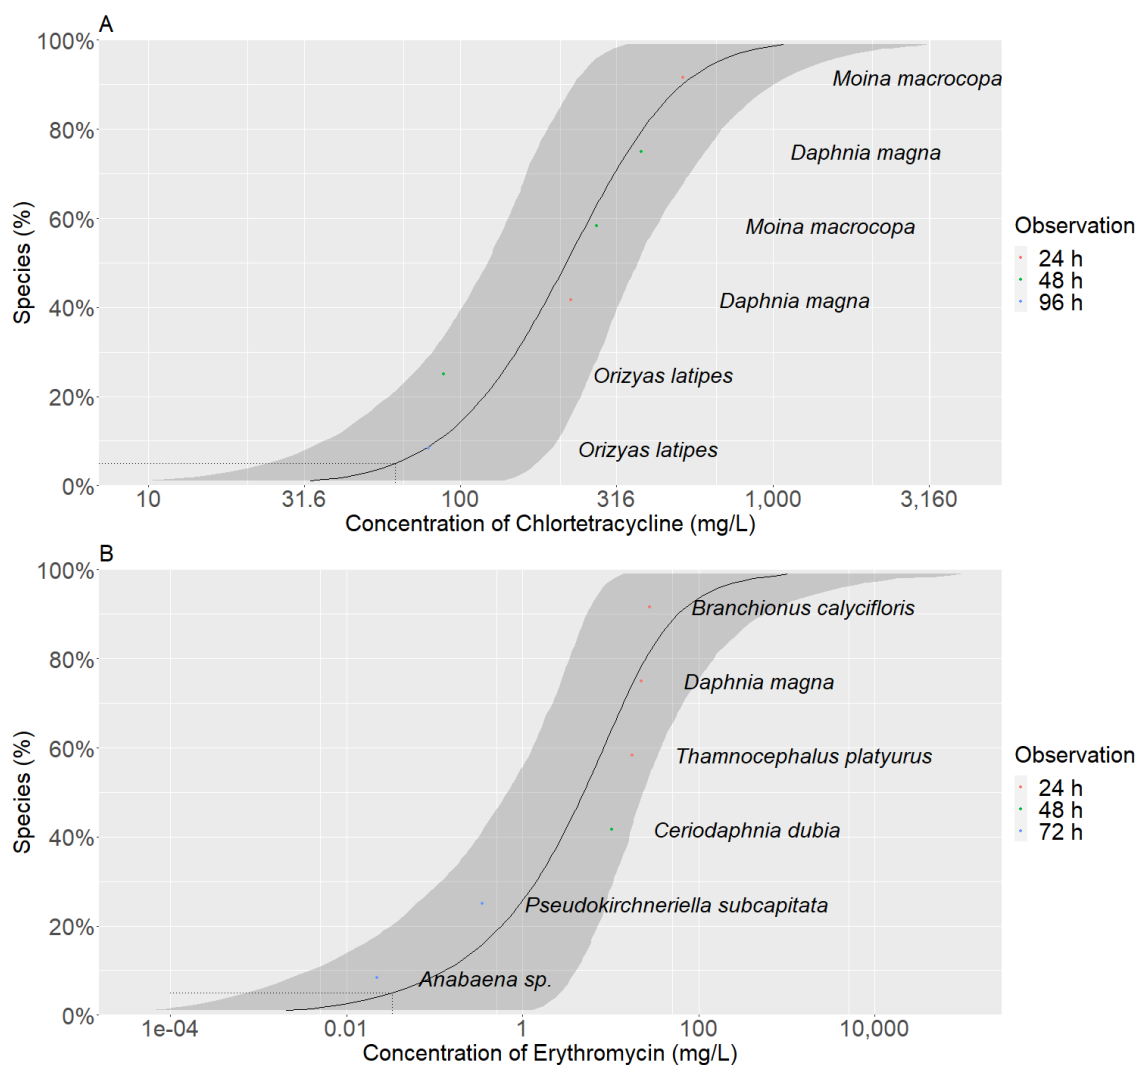 A
100%
80%
60%
40%
20%
0%
Species (%)
Moina macrocopa
Daphnia magna
Moina macrocopa
Daphnia magna
Orizyas latipes
Orizyas latipes
10 31.6 100 316 1,000 3,160
Concentration of Chlortetracycline (mg/L)
Observation
24 h
48 h
96 h
B
100%
80%
60%
40%
20%
0%
Species (%)
Branchionus calycifloris
Daphnia magna
Thamnocephalus platyurus
Ceriodaphnia dubia
Pseudokirchneriella subcapitata
Anabaena sp.
1e-04 0.01 1 100 10,000
Concentration of Erythromycin (mg/L)
Observation
24 h
48 h
72 h